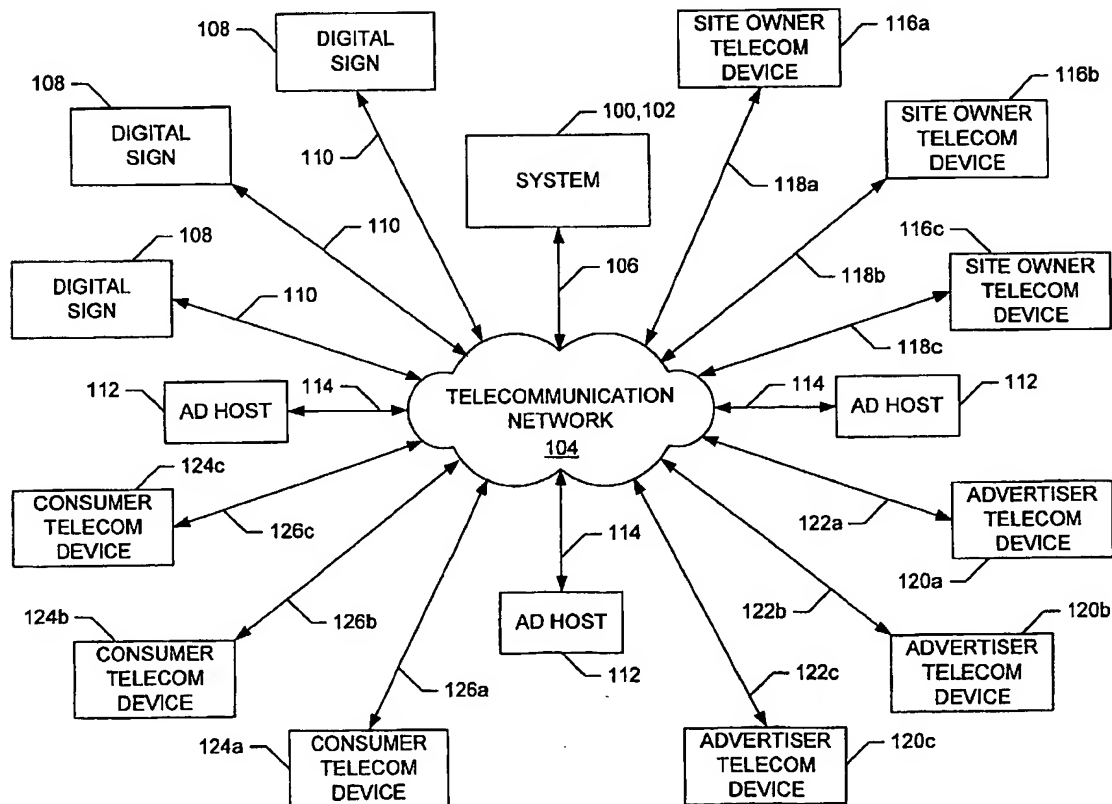 108
DIGITAL
SIGN
SITE OWNER
TELECOM
DEVICE
116a
108
DIGITAL
SIGN
110
100,102
SYSTEM
118a
SITE OWNER
TELECOM
DEVICE
116b
108
DIGITAL
SIGN
110
110
106
118b
116c
SITE OWNER
TELECOM
DEVICE
118c
112
AD HOST
114
TELECOMMUNICATION
NETWORK
104
114
AD HOST
112
124c
CONSUMER
TELECOM
DEVICE
126c
114
122a
ADVERTISER
TELECOM
DEVICE
120a
124b
CONSUMER
TELECOM
DEVICE
126b
AD HOST
112
122b
120b
ADVERTISER
TELECOM
DEVICE
126a
122c
124a
CONSUMER
TELECOM
DEVICE
ADVERTISER
TELECOM
DEVICE
120c